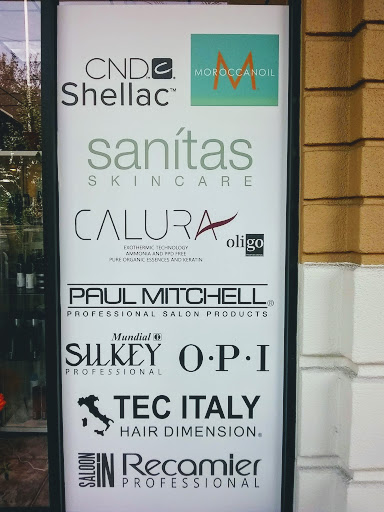 CND
Shellac™
M
MOROCCANOIL
sanítas
SKINCARE
CALURA
oligo
EXOTHERMIC TECHNOLOGY
AMMONIA AND PPD FREE
PURE ORGANIC ESSENCES AND KERATIN
PAUL MITCHELL®
PROFESSIONAL SALON PRODUCTS
Mundial
SILKEY
PROFESSIONAL
O·P·I
TEC ITALY
HAIR DIMENSION®
SALOON IN
Recamier
PROFESSIONAL